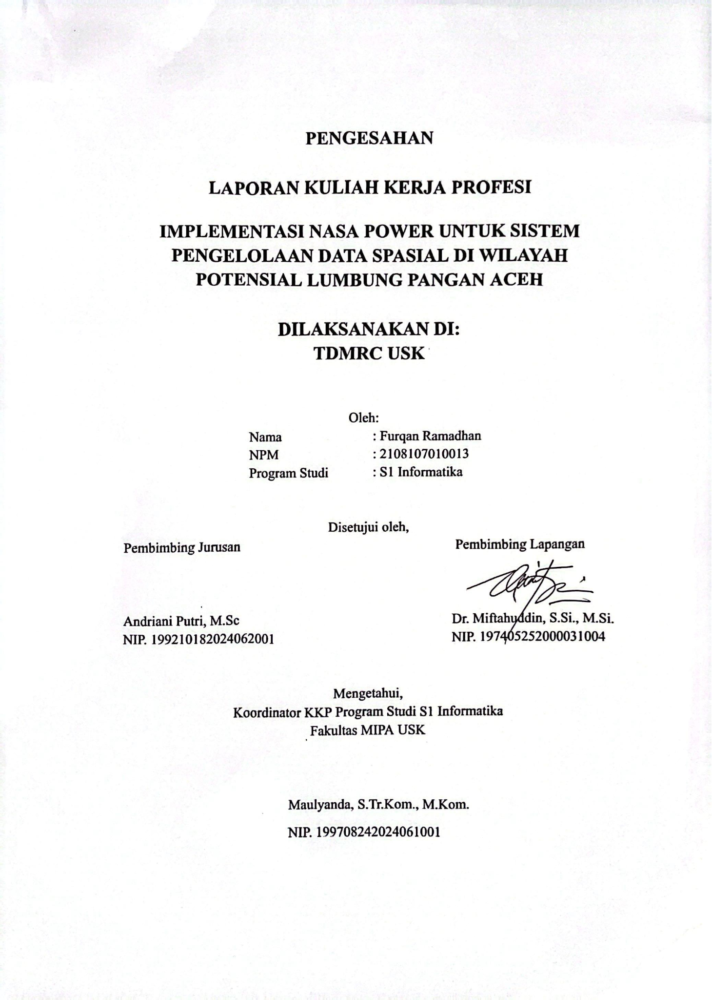 PENGESAHAN
LAPORAN KULIAH KERJA PROFESI
IMPLEMENTASI NASA POWER UNTUK SISTEM
PENGELOLAAN DATA SPASIAL DI WILAYAH
POTENSIAL LUMBUNG PANGAN ACEH
DILAKSANAKAN DI:
TDMRC USK
Oleh:
Nama : Furqan Ramadhan
NPM : 2108107010013
Program Studi : S1 Informatika
Disetujui oleh,
Pembimbing Jurusan
Pembimbing Lapangan
Andriani Putri, M.Sc
NIP. 199210182024062001
Dr. Miftahuddin, S.Si., M.Si.
NIP. 197405252000031004
Mengetahui,
Koordinator KKP Program Studi S1 Informatika
Fakultas MIPA USK
Maulyanda, S.Tr.Kom., M.Kom.
NIP. 199708242024061001